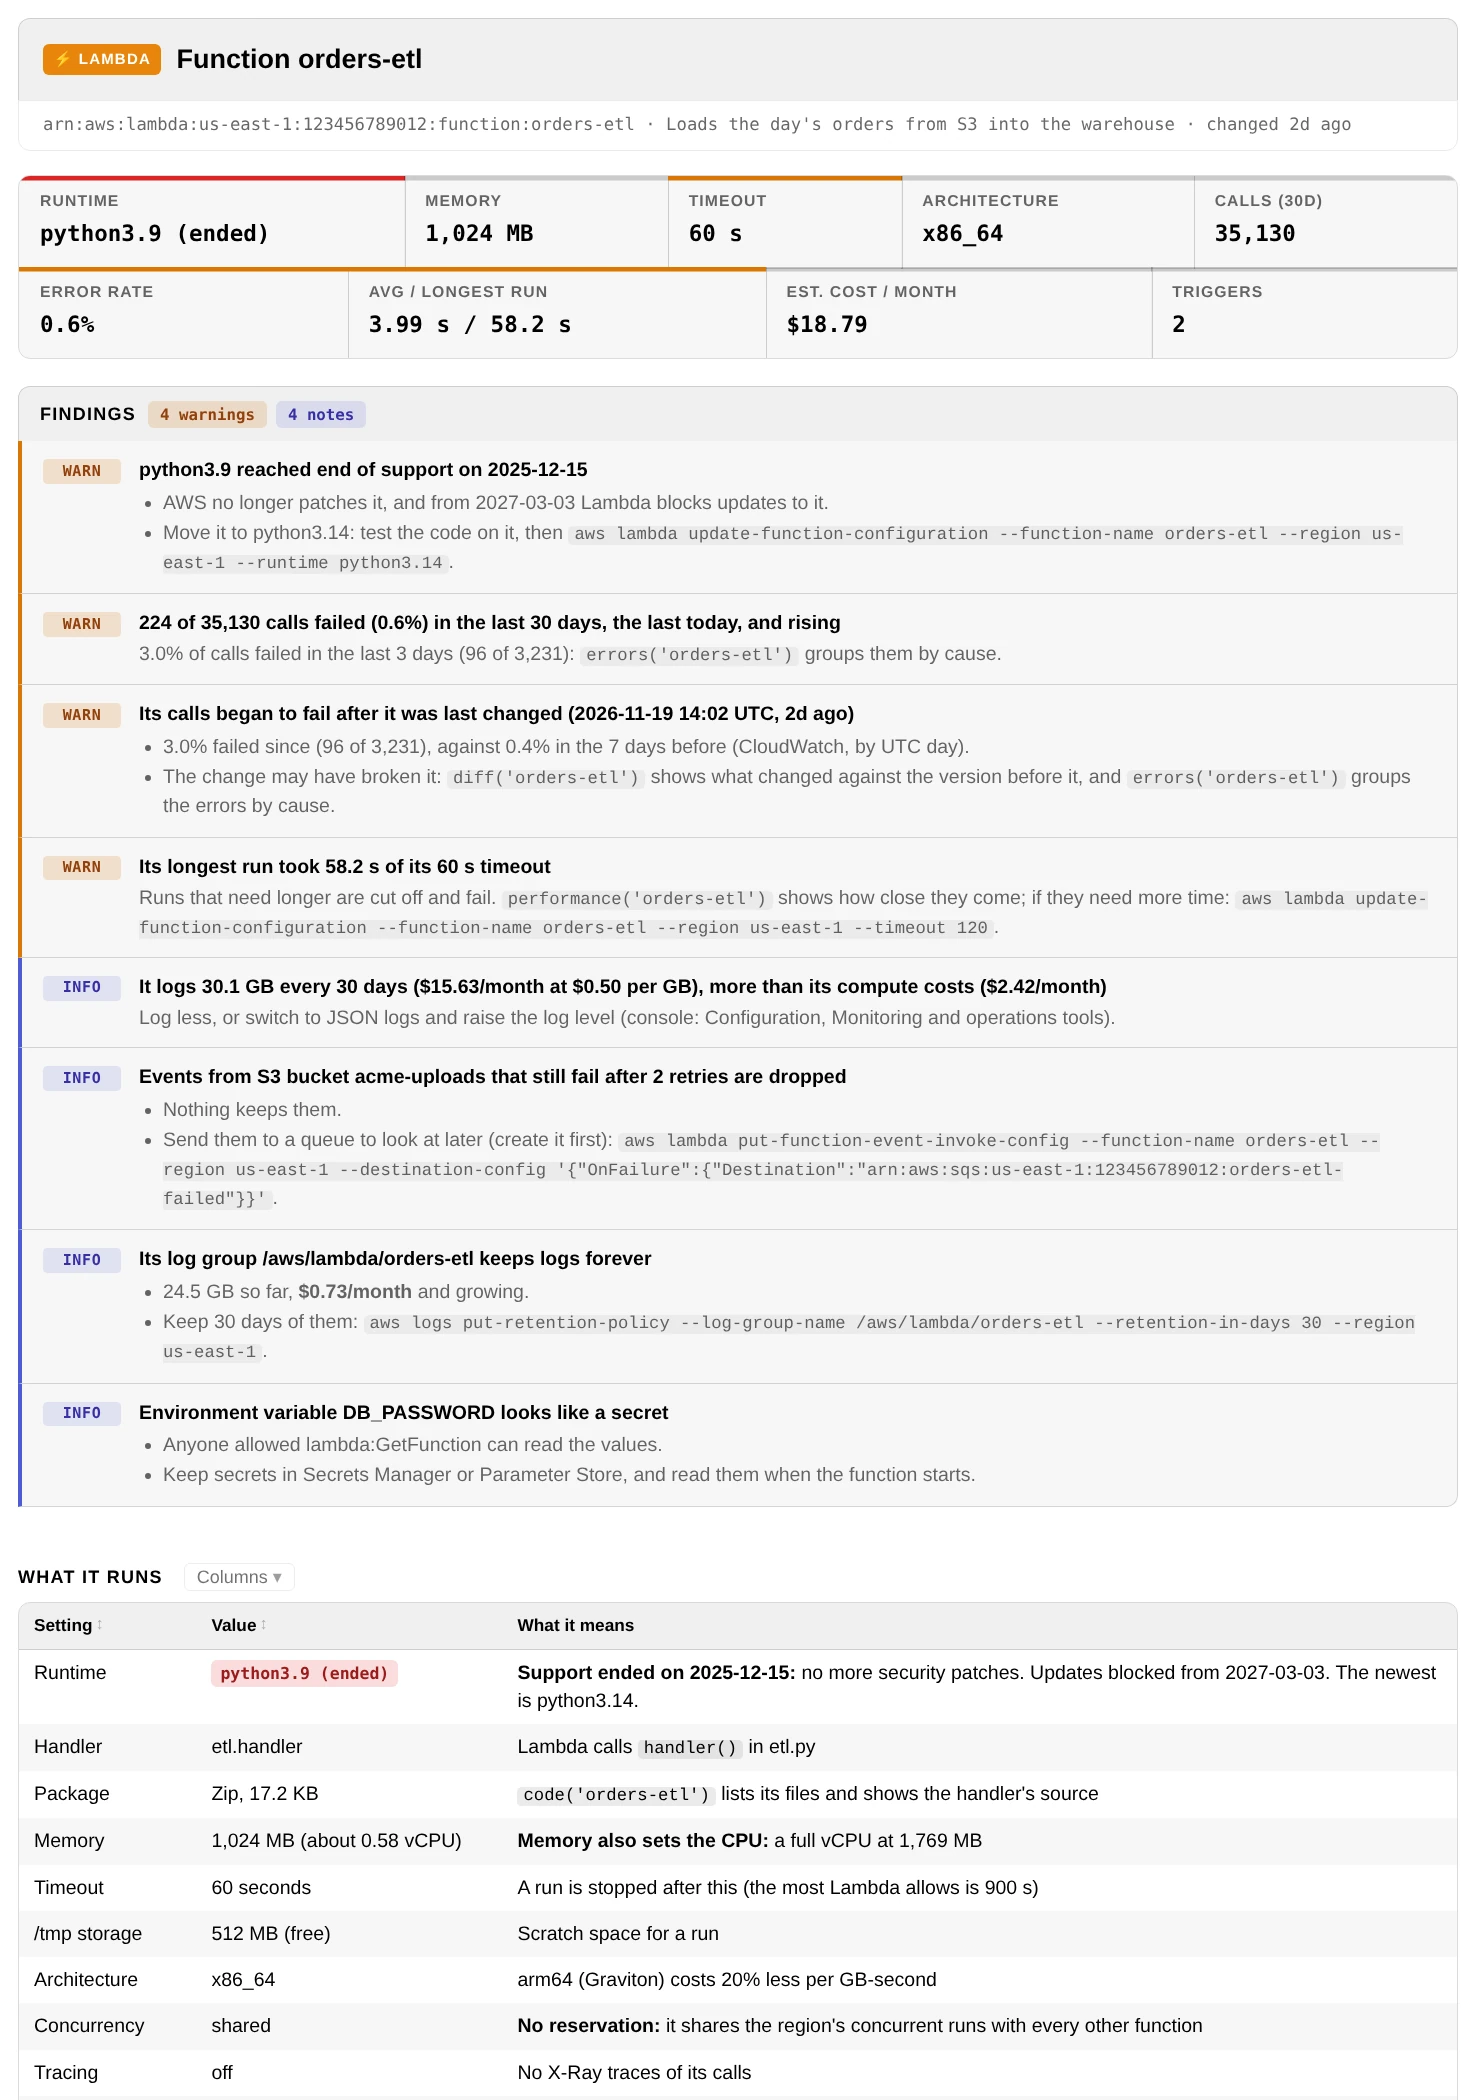 ⚡ LAMBDA Function orders-etl
arn:aws:lambda:us-east-1:123456789012:function:orders-etl · Loads the day's orders from S3 into the warehouse · changed 2d ago
RUNTIME
python3.9 (ended)
MEMORY
1,024 MB
TIMEOUT
60 s
ARCHITECTURE
x86_64
CALLS (30D)
35,130
ERROR RATE
0.6%
AVG / LONGEST RUN
3.99 s / 58.2 s
EST. COST / MONTH
$18.79
TRIGGERS
2
FINDINGS 4 warnings 4 notes
WARN python3.9 reached end of support on 2025-12-15
• AWS no longer patches it, and from 2027-03-03 Lambda blocks updates to it.
• Move it to python3.14: test the code on it, then aws lambda update-function-configuration --function-name orders-etl --region us-
east-1 --runtime python3.14.
WARN 224 of 35,130 calls failed (0.6%) in the last 30 days, the last today, and rising
3.0% of calls failed in the last 3 days (96 of 3,231): errors('orders-etl') groups them by cause.
WARN Its calls began to fail after it was last changed (2026-11-19 14:02 UTC, 2d ago)
• 3.0% failed since (96 of 3,231), against 0.4% in the 7 days before (CloudWatch, by UTC day).
• The change may have broken it: diff('orders-etl') shows what changed against the version before it, and errors('orders-etl') groups
the errors by cause.
WARN Its longest run took 58.2 s of its 60 s timeout
Runs that need longer are cut off and fail. performance('orders-etl') shows how close they come; if they need more time: aws lambda update-
function-configuration --function-name orders-etl --region us-east-1 --timeout 120.
INFO It logs 30.1 GB every 30 days ($15.63/month at $0.50 per GB), more than its compute costs ($2.42/month)
Log less, or switch to JSON logs and raise the log level (console: Configuration, Monitoring and operations tools).
INFO Events from S3 bucket acme-uploads that still fail after 2 retries are dropped
• Nothing keeps them.
• Send them to a queue to look at later (create it first): aws lambda put-function-event-invoke-config --function-name orders-etl --
region us-east-1 --destination-config '{"OnFailure":{"Destination":"arn:aws:sqs:us-east-1:123456789012:orders-etl-
failed"}}'.
INFO Its log group /aws/lambda/orders-etl keeps logs forever
• 24.5 GB so far, $0.73/month and growing.
• Keep 30 days of them: aws logs put-retention-policy --log-group-name /aws/lambda/orders-etl --retention-in-days 30 --region
us-east-1.
INFO Environment variable DB_PASSWORD looks like a secret
• Anyone allowed lambda:GetFunction can read the values.
• Keep secrets in Secrets Manager or Parameter Store, and read them when the function starts.
WHAT IT RUNS Columns ▾
Setting ↕ Value ↕ What it means
Runtime python3.9 (ended) Support ended on 2025-12-15: no more security patches. Updates blocked from 2027-03-03. The newest
is python3.14.
Handler etl.handler Lambda calls handler() in etl.py
Package Zip, 17.2 KB code('orders-etl') lists its files and shows the handler's source
Memory 1,024 MB (about 0.58 vCPU) Memory also sets the CPU: a full vCPU at 1,769 MB
Timeout 60 seconds A run is stopped after this (the most Lambda allows is 900 s)
/tmp storage 512 MB (free) Scratch space for a run
Architecture x86_64 arm64 (Graviton) costs 20% less per GB-second
Concurrency shared No reservation: it shares the region's concurrent runs with every other function
Tracing off No X-Ray traces of its calls